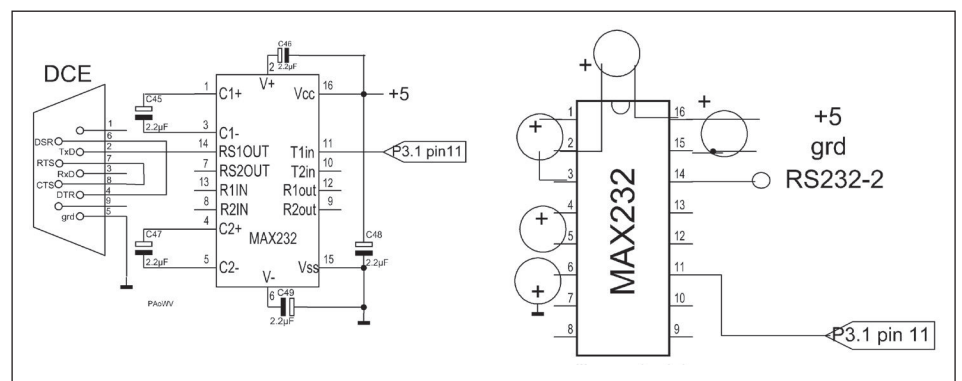 DCE
1
DSR 6
TxD 2
RTS 7
RxD 3
CTS 8
DTR 4
9
grd 5
C45
2.2µF
C46
2.2µF
C47
2.2µF
C48
2.2µF
C49
2.2µF
2
V+
1 C1+ Vcc 16
+5
3 C1-
14 RS1OUT T1in 11
P3.1 pin11
7 RS2OUT T2in 10
13 R1IN R1out 12
8 R2IN R2out 9
4 C2+
MAX232
5 C2- Vss 15
V-
6
PAoWV
+
+
+
+
+
+
1 16
2 15
3 14
4 13
5 12
6 11
7 10
8 9
MAX232
+5
grd
RS232-2
P3.1 pin 11